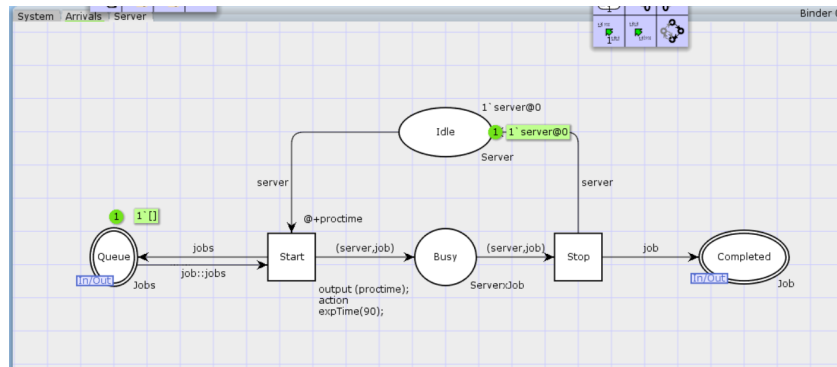 System Arrivals Server
Binder
1`server@0
Idle
1 1`server@0
Server
server
server
@+proctime
1 1`[]
Queue
jobs
Start
(server,job)
Busy
(server,job)
Stop
job
Completed
job::jobs
In/Out
Jobs
ServerxJob
In/Out
Job
output (proctime);
action
expTime(90);